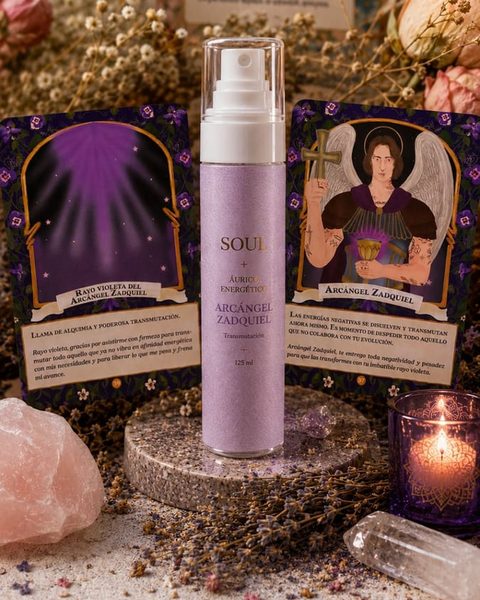 RAYO VIOLETA DEL
ARCÁNGEL ZADQUIEL
LLAMA DE ALQUIMIA Y PODEROSA TRANSMUTACIÓN.
Rayo violeta, gracias por asistirme con firmeza para trans-
mutar todo aquello que ya no vibra en afinidad energética
con mis necesidades y para liberar lo que me pesa y frena
mi avance.
SOUL
+
ÁURICO
ENERGÉTICO
ARCÁNGEL
ZADQUIEL
Transmutación
125 ml
ARCÁNGEL ZADQUIEL
LAS ENERGÍAS NEGATIVAS SE DISUELVEN Y TRANSMUTAN
AHORA MISMO. ES MOMENTO DE DESPEDIR TODO AQUELLO
QUE NO COLABORA CON TU EVOLUCIÓN.
Arcángel Zadquiel, te entrego toda negatividad y pesadez
para que las transformes con tu imbatible rayo violeta.